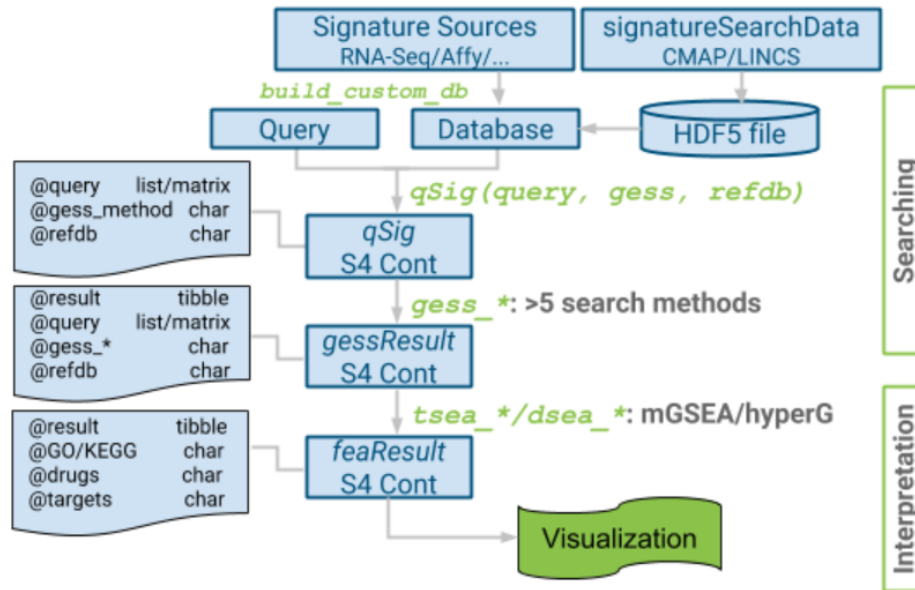 Signature Sources
RNA-Seq/Affy/...
signatureSearchData
CMAP/LINCS
build_custom_db
Query
Database
HDF5 file
@query list/matrix
@gess_method char
@refdb char
qSig(query, gess, refdb)
qSig
S4 Cont
Searching
gess_*: >5 search methods
@result tibble
@query list/matrix
@gess_* char
@refdb char
gessResult
S4 Cont
tsea_*/dsea_*: mGSEA/hyperG
@result tibble
@GO/KEGG char
@drugs char
@targets char
feaResult
S4 Cont
Visualization
Interpretation